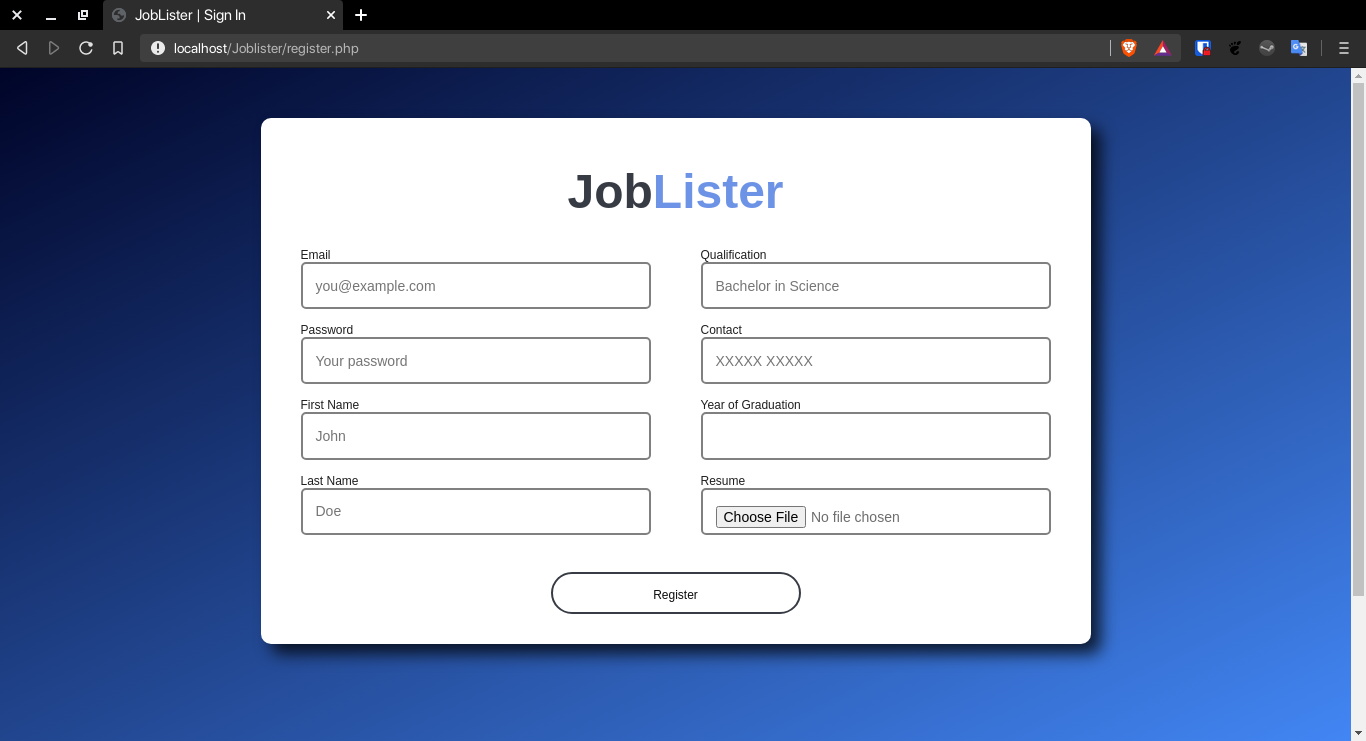 JobLister | Sign In
localhost/Joblister/register.php
JobLister
Email
you@example.com
Password
Your password
First Name
John
Last Name
Doe
Qualification
Bachelor in Science
Contact
XXXXX XXXXX
Year of Graduation
Resume
Choose File No file chosen
Register